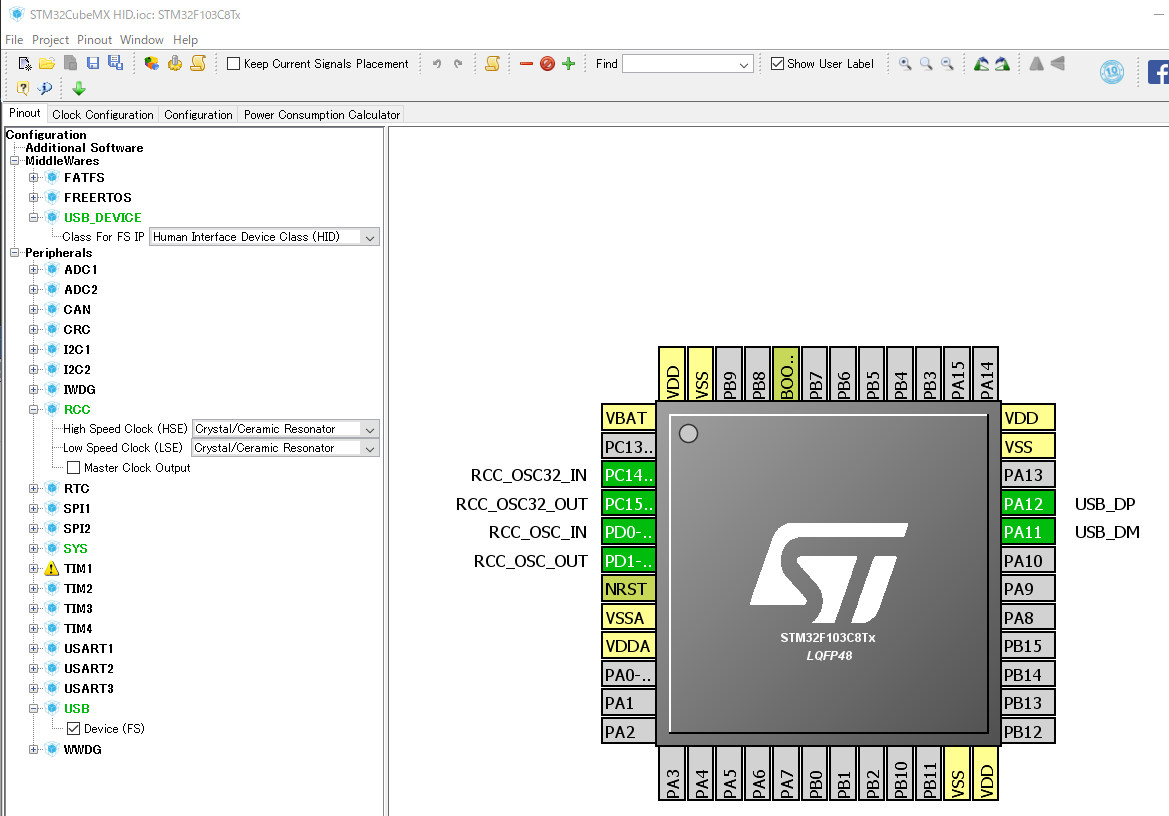 STM32CubeMX HID.ioc: STM32F103C8Tx
File Project Pinout Window Help
Keep Current Signals Placement
Find
Show User Label
10
f
?
Pinout Clock Configuration Configuration Power Consumption Calculator
Configuration
Additional Software
MiddleWares
FATFS
FREERTOS
USB_DEVICE
Class For FS IP Human Interface Device Class (HID)
Peripherals
ADC1
ADC2
CAN
CRC
I2C1
I2C2
IWDG
RCC
High Speed Clock (HSE) Crystal/Ceramic Resonator
Low Speed Clock (LSE) Crystal/Ceramic Resonator
Master Clock Output
RTC
SPI1
SPI2
SYS
TIM1
TIM2
TIM3
TIM4
USART1
USART2
USART3
USB
Device (FS)
WWDG
VDD VSS PB9 PB8 BOO.. PB7 PB6 PB5 PB4 PB3 PA15 PA14
VBAT
PC13..
RCC_OSC32_IN PC14..
RCC_OSC32_OUT PC15..
RCC_OSC_IN PD0-..
RCC_OSC_OUT PD1-..
NRST
VSSA
VDDA
PA0-..
PA1
PA2
ST
STM32F103C8Tx
LQFP48
VDD
VSS
PA13
PA12 USB_DP
PA11 USB_DM
PA10
PA9
PA8
PB15
PB14
PB13
PB12
PA3 PA4 PA5 PA6 PA7 PB0 PB1 PB2 PB10 PB11 VSS VDD